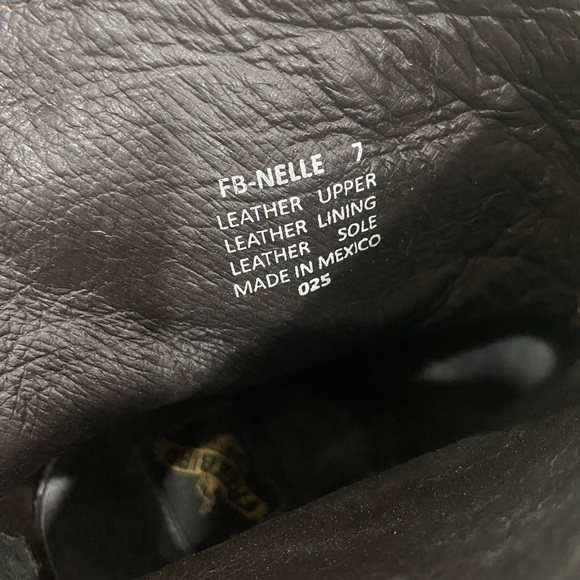 FB-NELLE 7
LEATHER UPPER
LEATHER LINING
LEATHER SOLE
MADE IN MEXICO
025